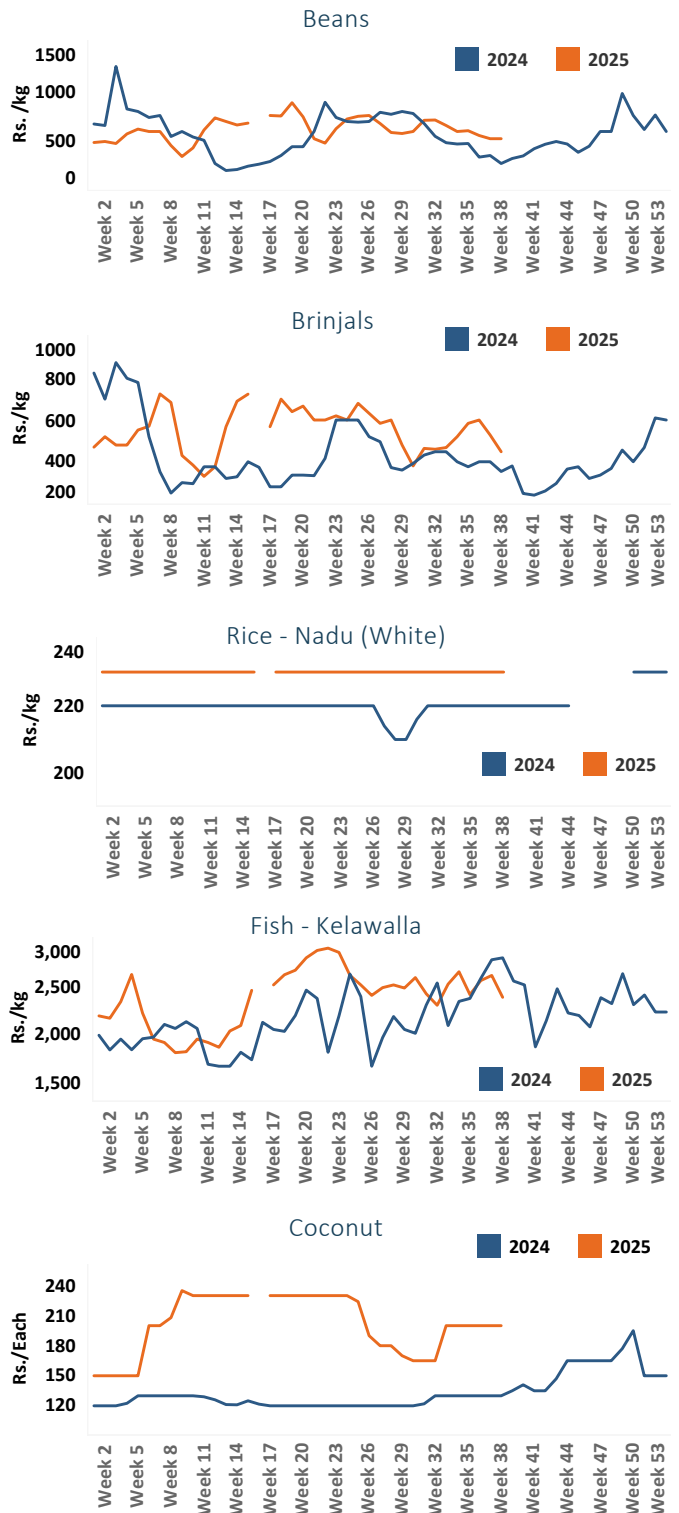 Beans
2024 2025
Rs. /kg
1500
1000
500
0
Week 2 Week 5 Week 8 Week 11 Week 14 Week 17 Week 20 Week 23 Week 26 Week 29 Week 32 Week 35 Week 38 Week 41 Week 44 Week 47 Week 50 Week 53
Brinjals
2024 2025
Rs./kg
1000
800
600
400
200
Week 2 Week 5 Week 8 Week 11 Week 14 Week 17 Week 20 Week 23 Week 26 Week 29 Week 32 Week 35 Week 38 Week 41 Week 44 Week 47 Week 50 Week 53
Rice - Nadu (White)
Rs./kg
240
220
200
2024 2025
Week 2 Week 5 Week 8 Week 11 Week 14 Week 17 Week 20 Week 23 Week 26 Week 29 Week 32 Week 35 Week 38 Week 41 Week 44 Week 47 Week 50 Week 53
Fish - Kelawalla
Rs./kg
3,000
2,500
2,000
1,500
2024 2025
Week 2 Week 5 Week 8 Week 11 Week 14 Week 17 Week 20 Week 23 Week 26 Week 29 Week 32 Week 35 Week 38 Week 41 Week 44 Week 47 Week 50 Week 53
Coconut
2024 2025
Rs./Each
240
210
180
150
120
Week 2 Week 5 Week 8 Week 11 Week 14 Week 17 Week 20 Week 23 Week 26 Week 29 Week 32 Week 35 Week 38 Week 41 Week 44 Week 47 Week 50 Week 53